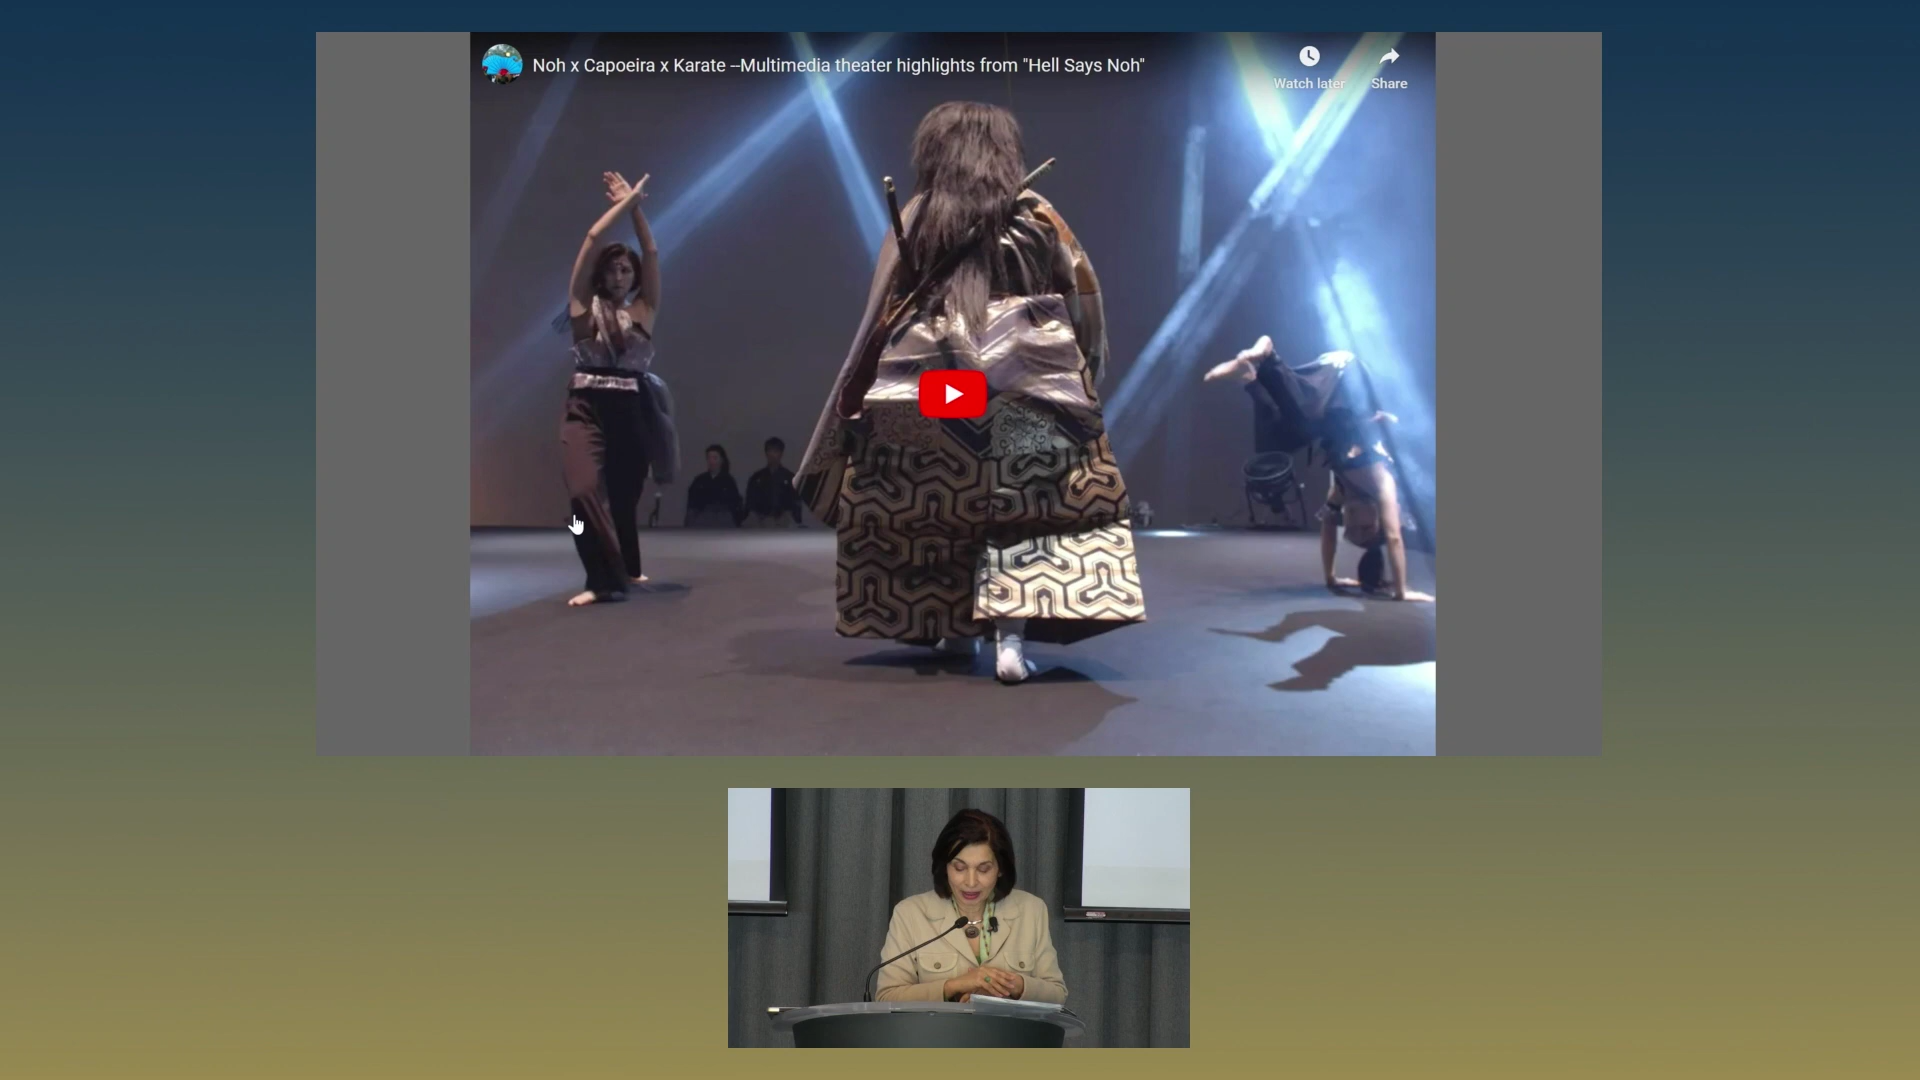 Noh x Capoeira x Karate --Multimedia theater highlights from "Hell Says Noh"
Watch later
Share